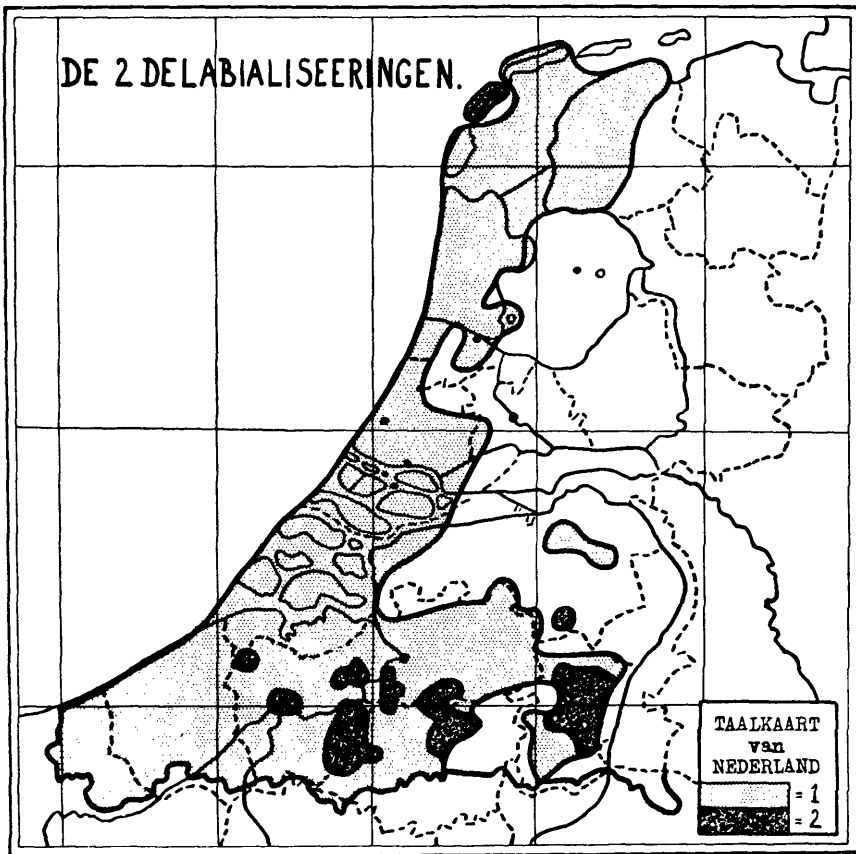 DE 2 DELABIALISEERINGEN.
TAALKAART
van
NEDERLAND
= 1
= 2